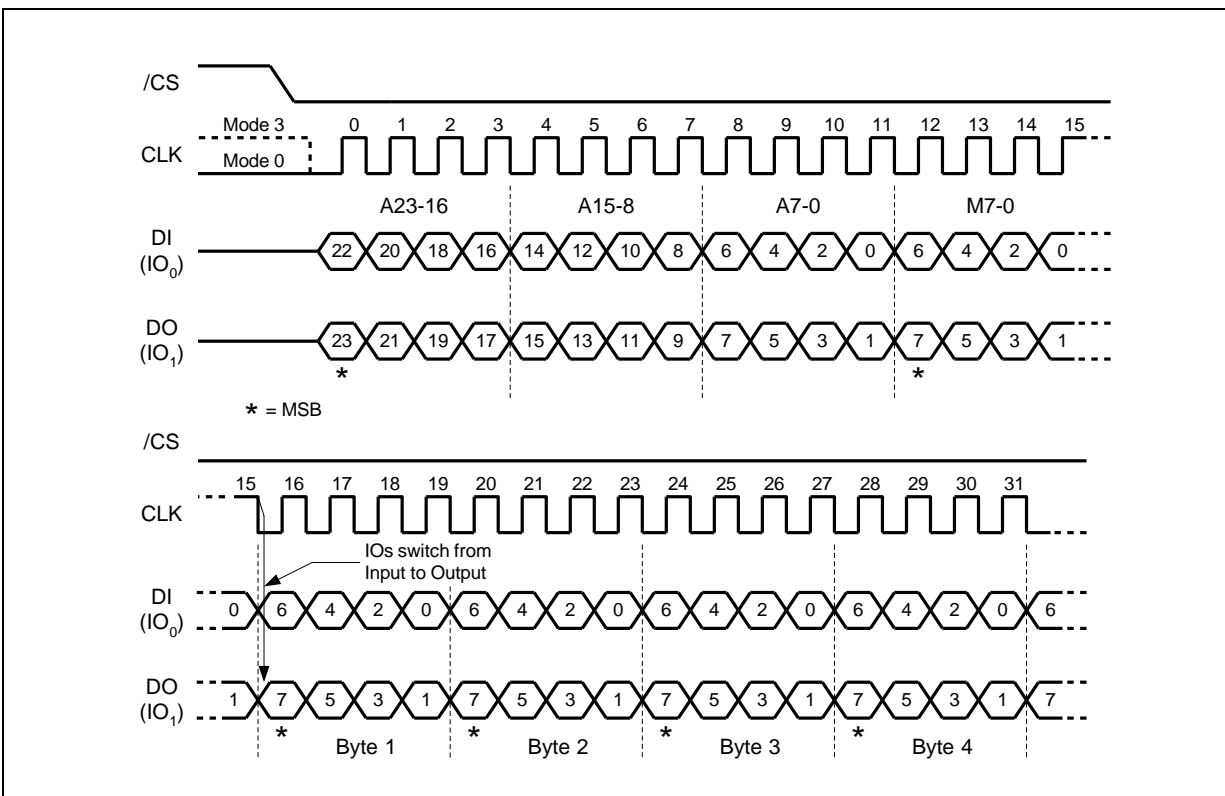 /CS
Mode 3 0 1 2 3 4 5 6 7 8 9 10 11 12 13 14 15
CLK Mode 0
A23-16 A15-8 A7-0 M7-0
DI
(IO0) 22 20 18 16 14 12 10 8 6 4 2 0 6 4 2 0
DO
(IO1) 23 21 19 17 15 13 11 9 7 5 3 1 7 5 3 1
* *
* = MSB
/CS
15 16 17 18 19 20 21 22 23 24 25 26 27 28 29 30 31
CLK
IOs switch from
Input to Output
DI
(IO0) 0 6 4 2 0 6 4 2 0 6 4 2 0 6 4 2 0 6
DO
(IO1) 1 7 5 3 1 7 5 3 1 7 5 3 1 7 5 3 1 7
* * * *
Byte 1 Byte 2 Byte 3 Byte 4